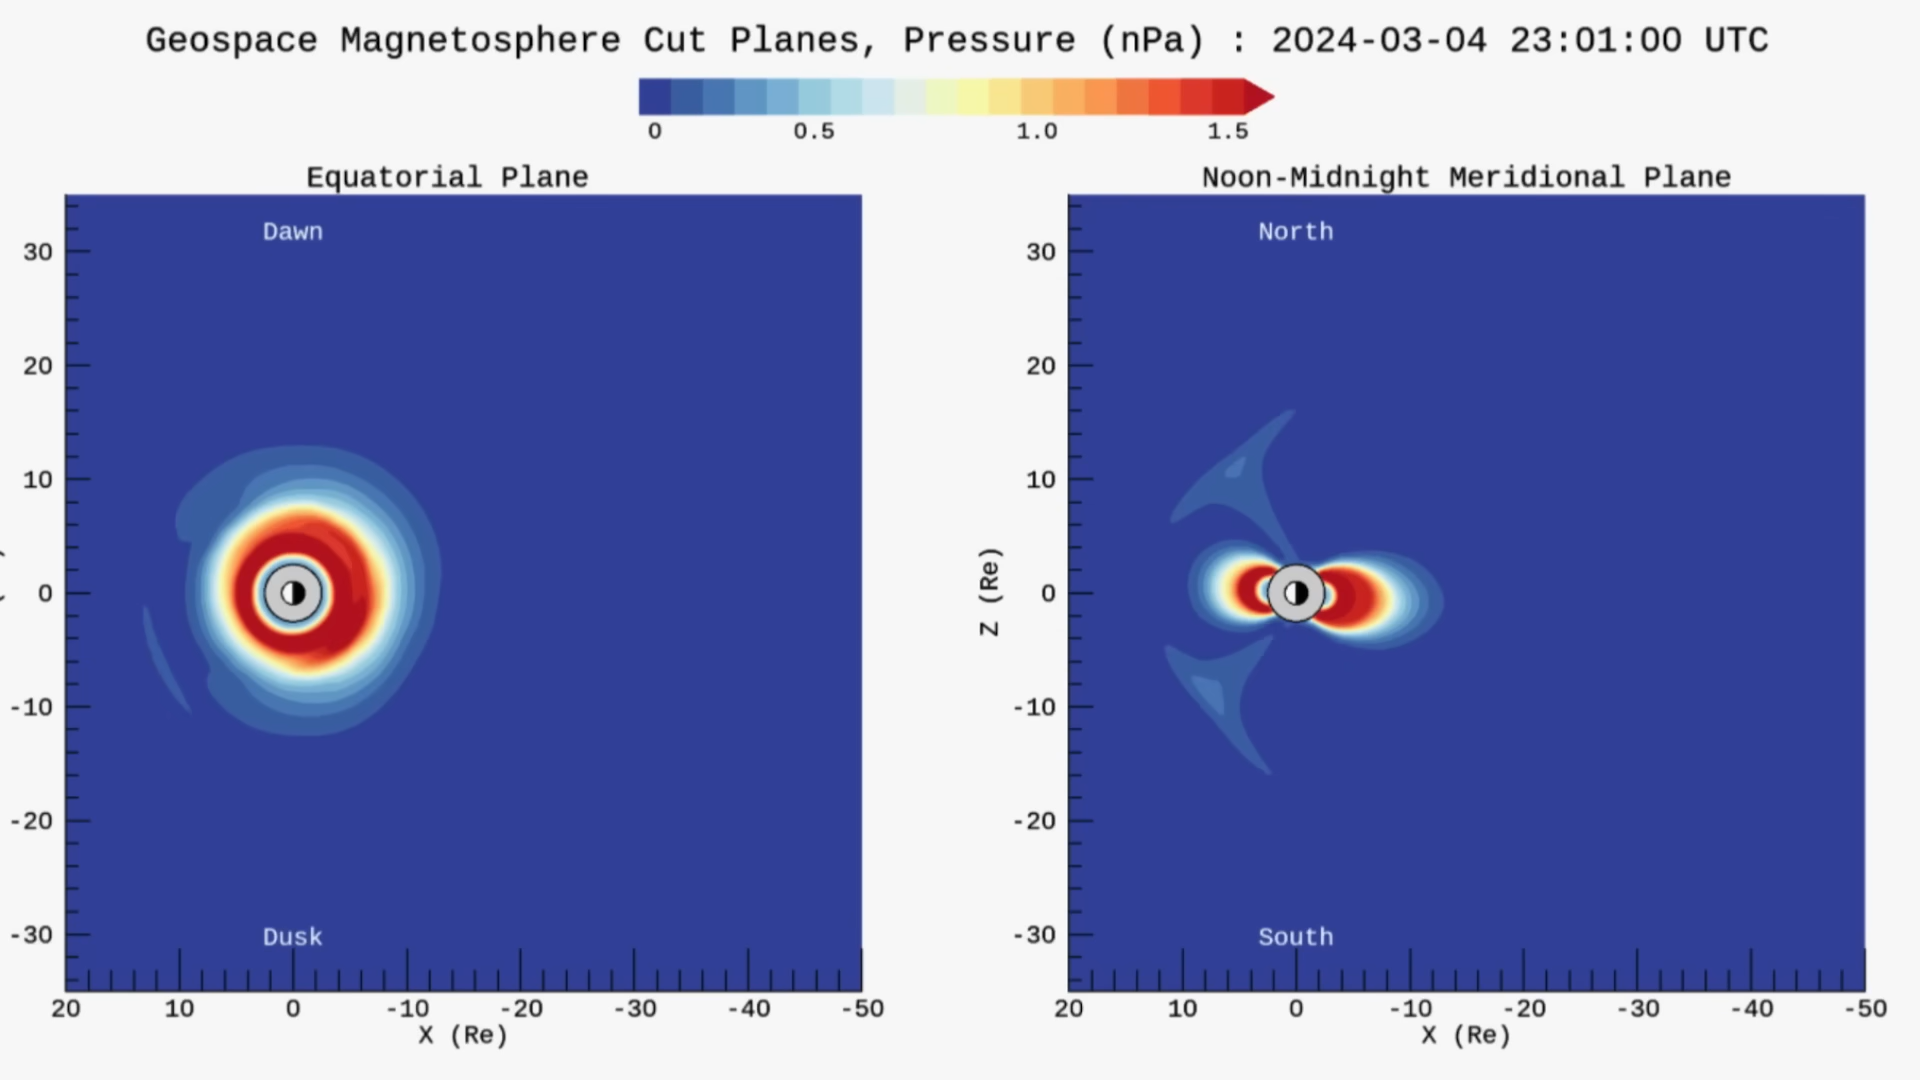 Geospace Magnetosphere Cut Planes, Pressure (nPa) : 2024-03-04 23:01:00 UTC
0 0.5 1.0 1.5
Equatorial Plane
Dawn
30
20
10
0
-10
-20
-30
Dusk
20 10 0 -10 -20 -30 -40 -50
X (Re)
Noon-Midnight Meridional Plane
North
30
20
10
0
-10
-20
-30
Z (Re)
South
20 10 0 -10 -20 -30 -40 -50
X (Re)